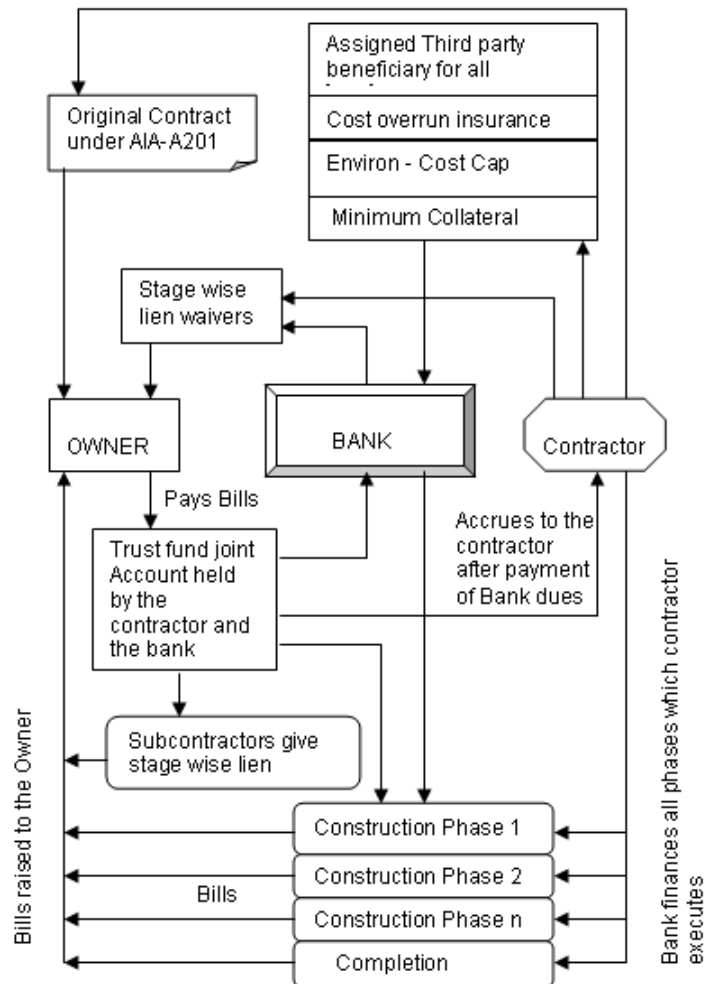 Assigned Third party
beneficiary for all
Original Contract
under AIA-A201
Cost overrun insurance
Environ - Cost Cap
Minimum Collateral
Stage wise
lien waivers
OWNER
BANK
Contractor
Pays Bills
Trust fund joint
Account held
by the
contractor and
the bank
Accrues to the
contractor
after payment
of Bank dues
Subcontractors give
stage wise lien
Construction Phase 1
Construction Phase 2
Bills
Construction Phase n
Completion
Bills raised to the Owner
Bank finances all phases which contractor
executes